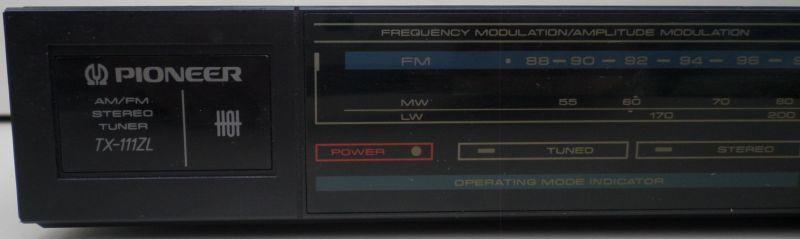 PIONEER
AM/FM
STEREO
TUNER
TX-111ZL
FREQUENCY MODULATION/AMPLITUDE MODULATION
FM • 88 – 90 – 92 – 94 – 96 –
MW 55 60 70 80
LW 170 200
POWER TUNED STEREO
OPERATING MODE INDICATOR